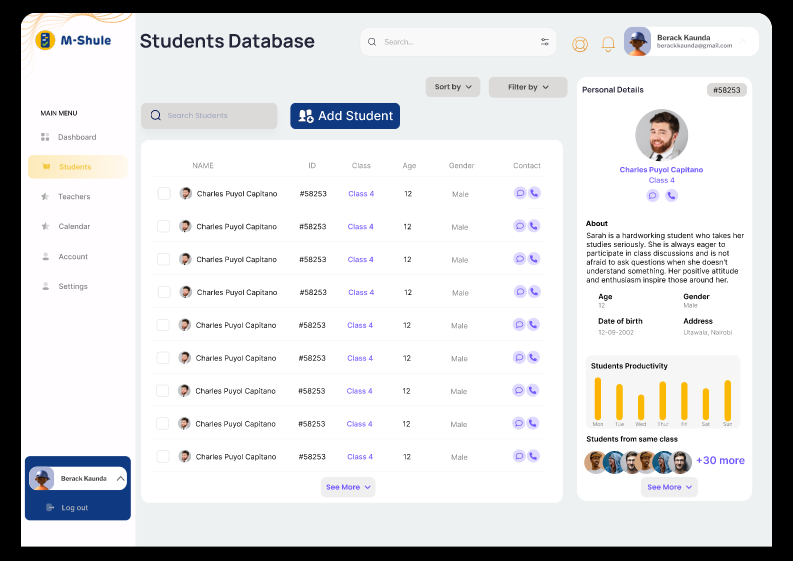 M-Shule
Students Database
Search...
Berack Kaunda
berackkaunda@gmail.com
MAIN MENU
Dashboard
Students
Teachers
Calendar
Account
Settings
Berack Kaunda
Log out
Sort by
Filter by
Search Students
Add Student
NAME ID Class Age Gender Contact
Charles Puyol Capitano #58253 Class 4 12 Male
Charles Puyol Capitano #58253 Class 4 12 Male
Charles Puyol Capitano #58253 Class 4 12 Male
Charles Puyol Capitano #58253 Class 4 12 Male
Charles Puyol Capitano #58253 Class 4 12 Male
Charles Puyol Capitano #58253 Class 4 12 Male
Charles Puyol Capitano #58253 Class 4 12 Male
Charles Puyol Capitano #58253 Class 4 12 Male
Charles Puyol Capitano #58253 Class 4 12 Male
See More
Personal Details #58253
Charles Puyol Capitano
Class 4
About
Sarah is a hardworking student who takes her
studies seriously. She is always eager to
participate in class discussions and is not
afraid to ask questions when she doesn't
understand something. Her positive attitude
and enthusiasm inspire those around her.
Age Gender
12 Male
Date of birth Address
12-09-2002 Utawala, Nairobi
Students Productivity
Mon Tue Wed Thur Fri Sat Sun
Students from same class
+30 more
See More